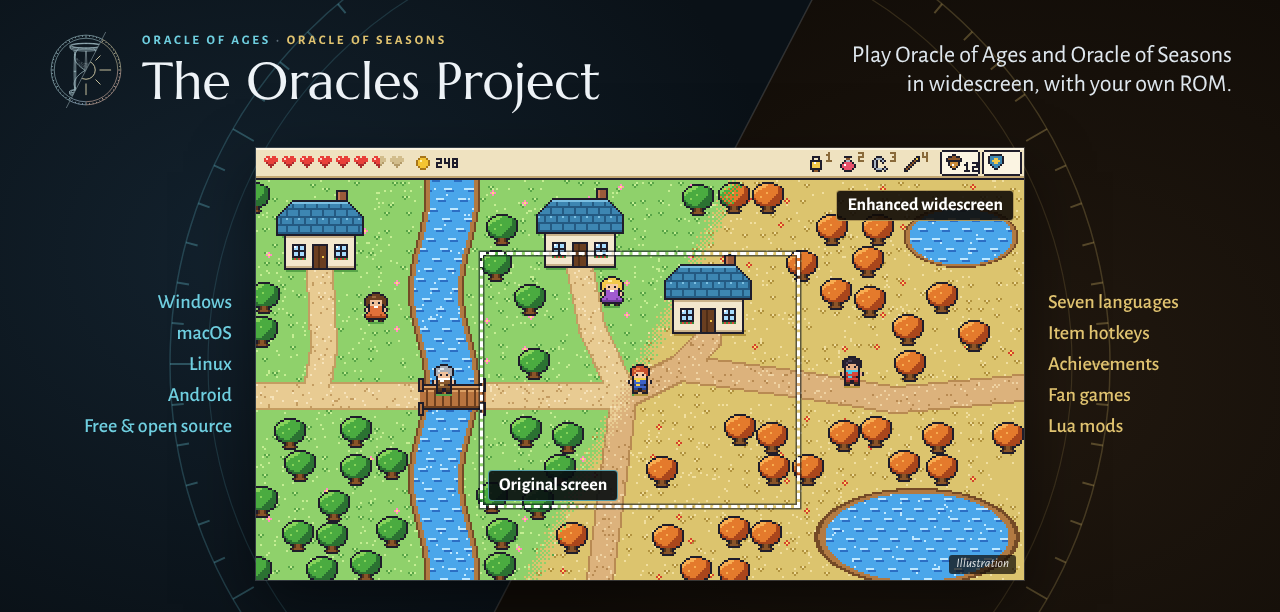 ORACLE OF AGES · ORACLE OF SEASONS
The Oracles Project
Play Oracle of Ages and Oracle of Seasons
in widescreen, with your own ROM.
248
1
2
3
4
12
Enhanced widescreen
Windows
macOS
Linux
Android
Free & open source
Seven languages
Item hotkeys
Achievements
Fan games
Lua mods
Original screen
Illustration